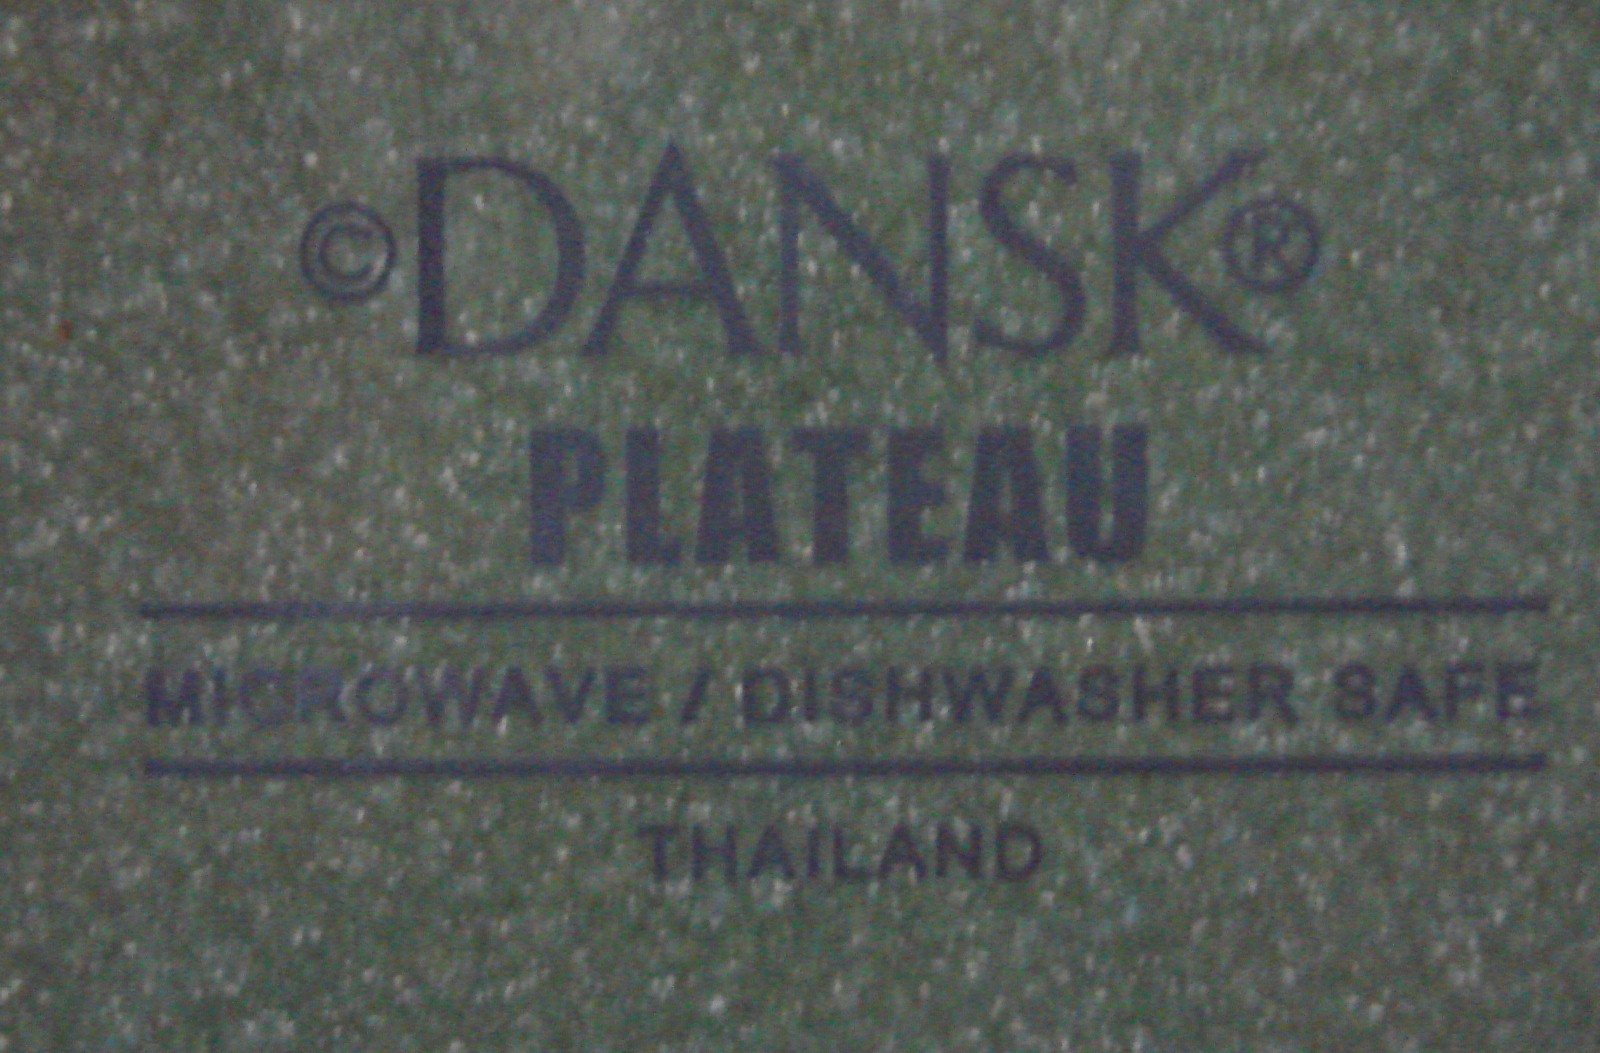 ©DANSK®
PLATEAU
MICROWAVE / DISHWASHER SAFE
THAILAND